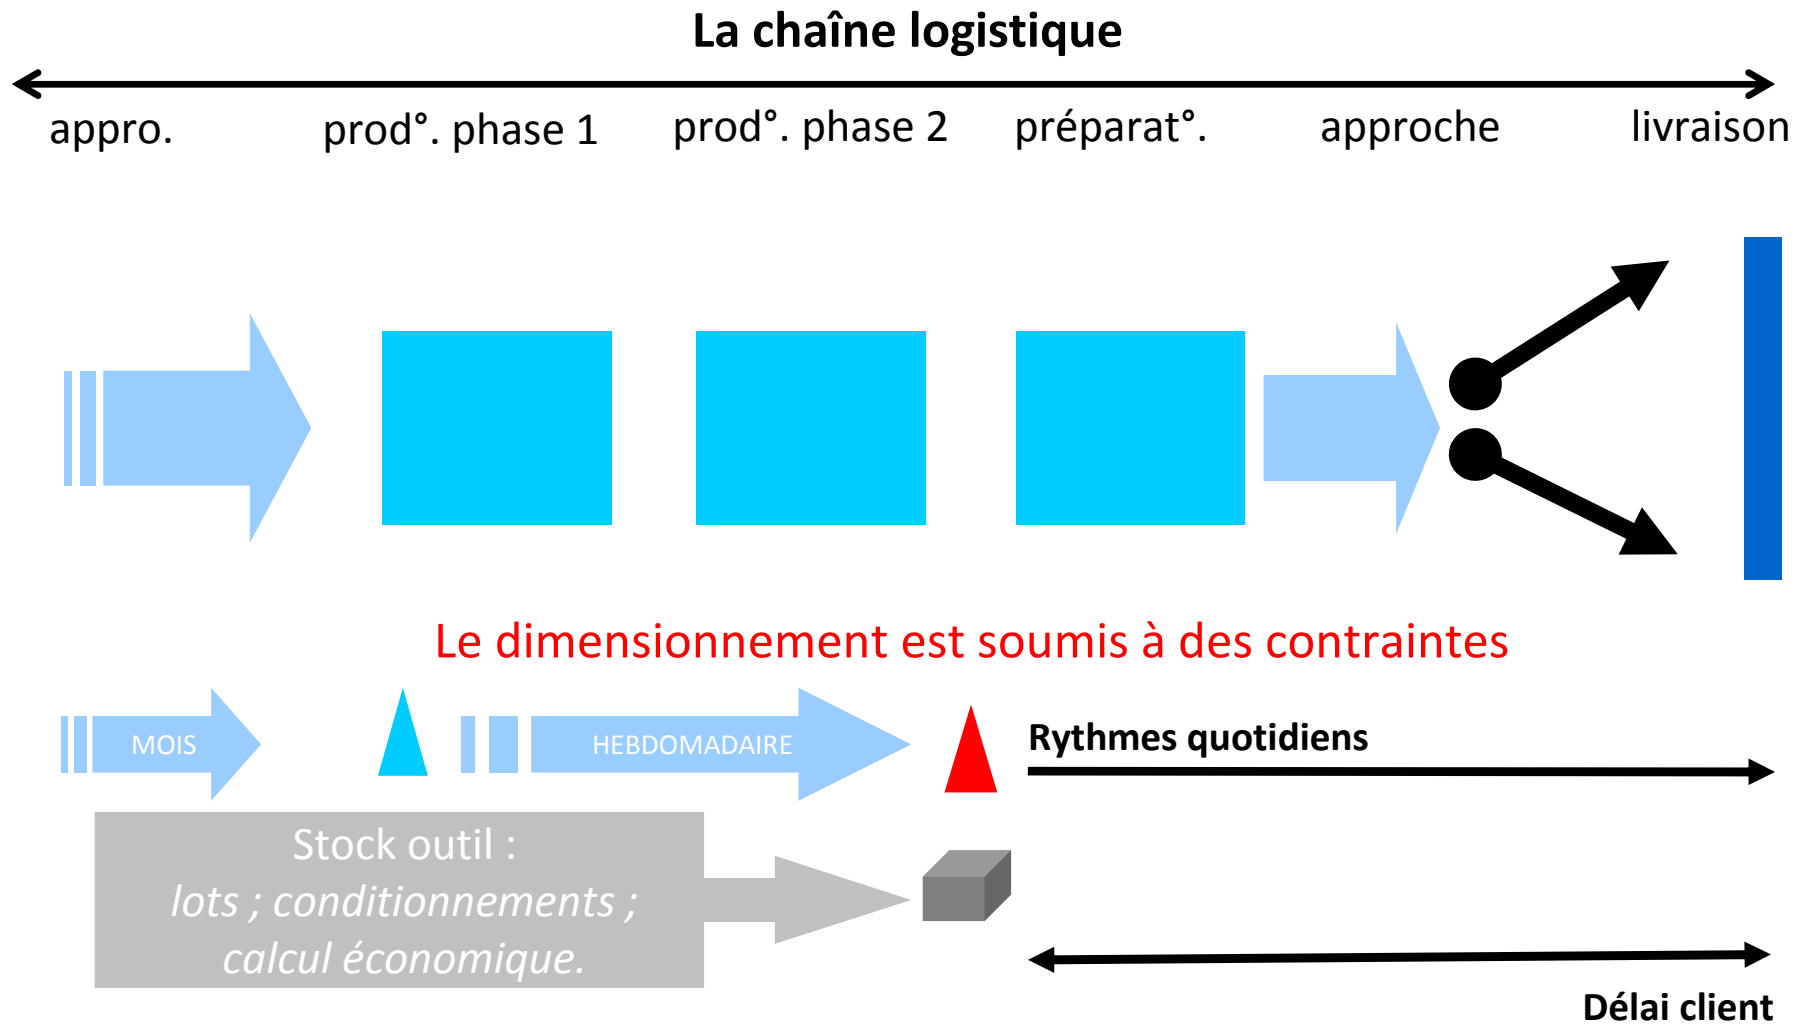 La chaîne logistique
appro.
prod°. phase 1
prod°. phase 2
préparat°.
approche
livraison
Le dimensionnement est soumis à des contraintes
MOIS
HEBDOMADAIRE
Rythmes quotidiens
Stock outil :
lots ; conditionnements ;
calcul économique.
Délai client